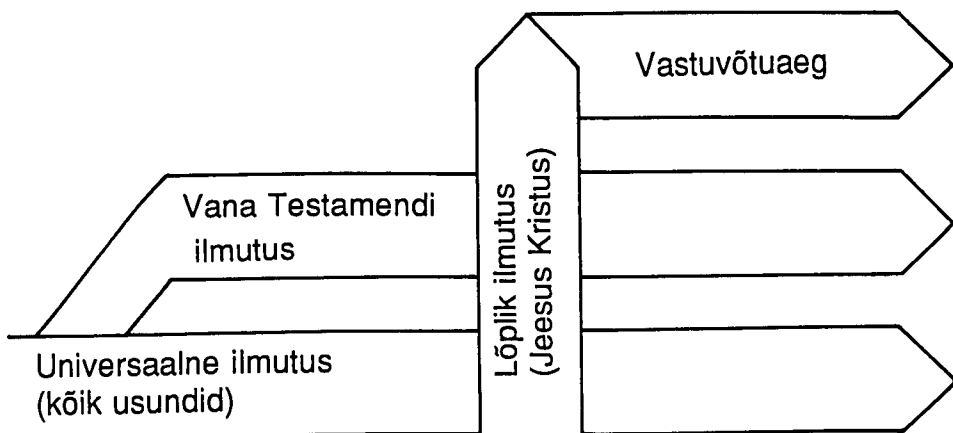 Vastuvõtuaeg
Vana Testamendi
ilmutus
Lõplik ilmutus
(Jeesus Kristus)
Universaalne ilmutus
(kõik usundid)